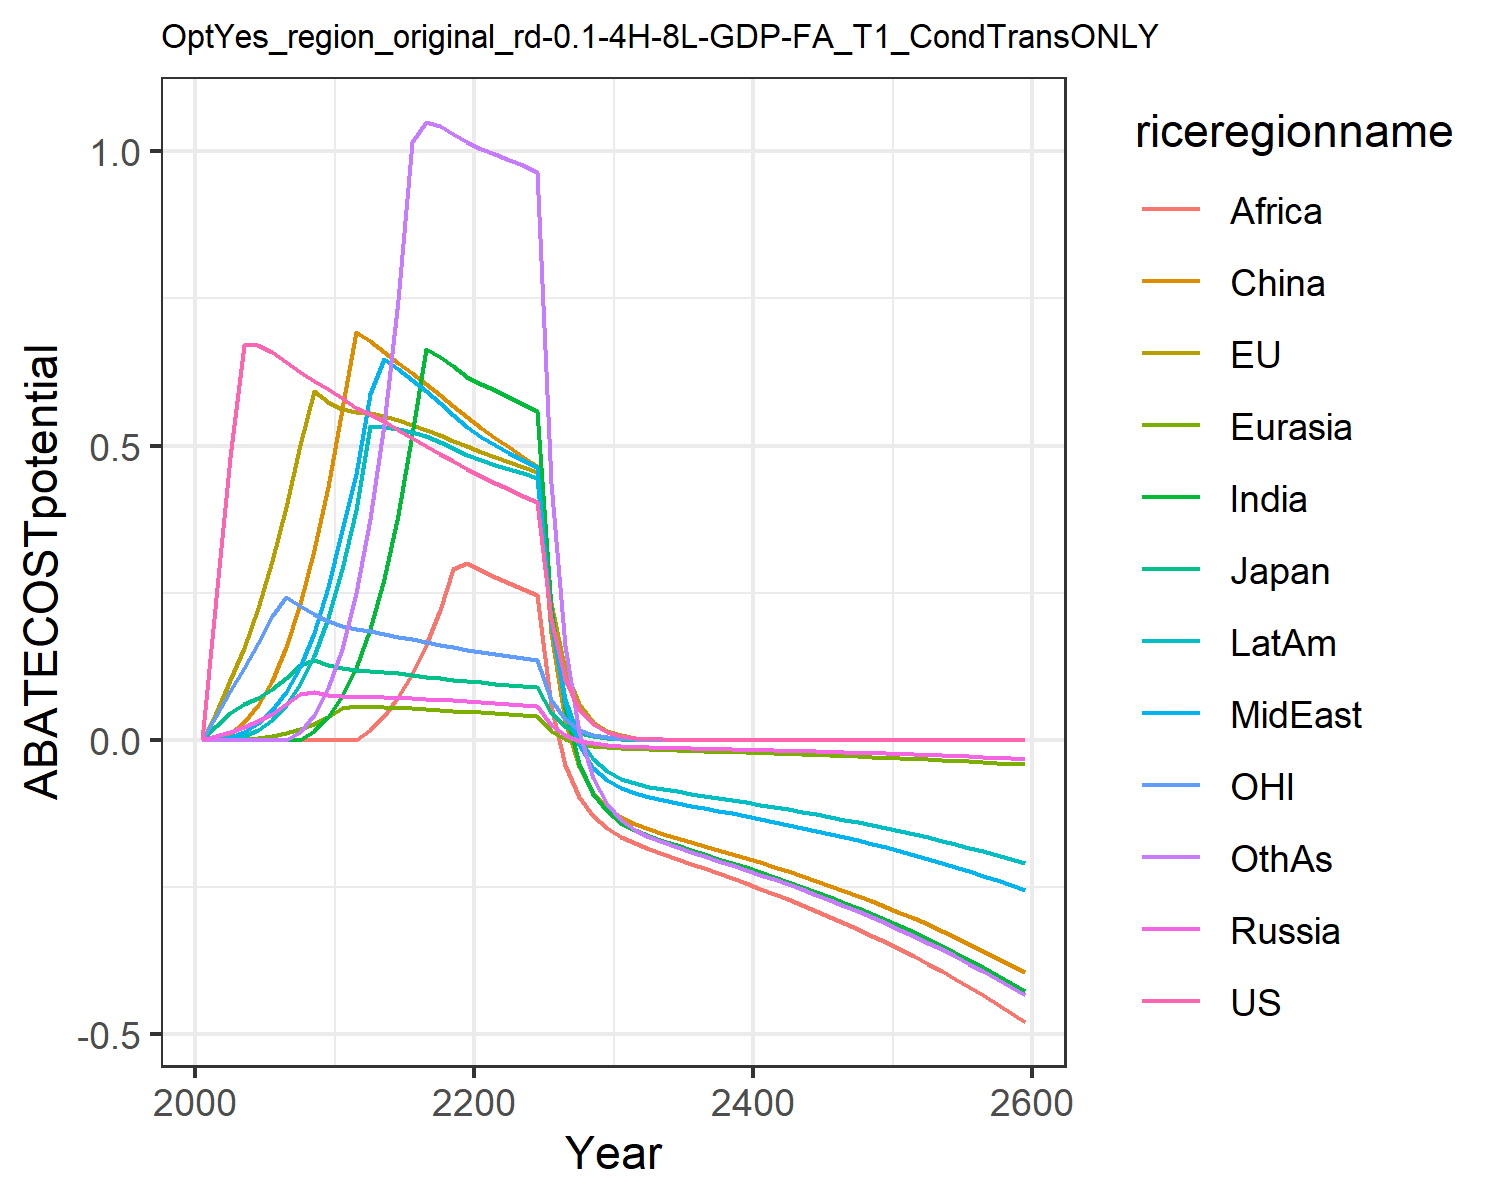 OptYes_region_original_rd-0.1-4H-8L-GDP-FA_T1_CondTransONLY
ABATECOSTpotential
1.0
0.5
0.0
-0.5
2000 2200 2400 2600
Year
riceregionname
Africa
China
EU
Eurasia
India
Japan
LatAm
MidEast
OHI
OthAs
Russia
US